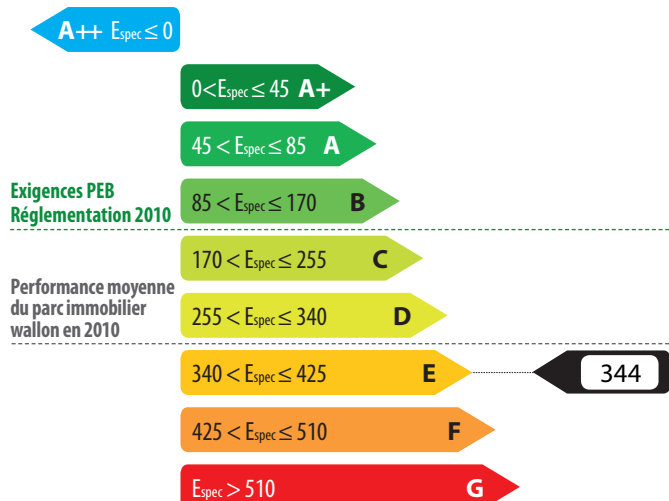 A++ Espec ≤ 0
0 < Espec ≤ 45 A+
45 < Espec ≤ 85 A
Exigences PEB
Réglementation 2010
85 < Espec ≤ 170 B
170 < Espec ≤ 255 C
Performance moyenne
du parc immobilier
wallon en 2010
255 < Espec ≤ 340 D
340 < Espec ≤ 425 E
344
425 < Espec ≤ 510 F
Espec > 510 G